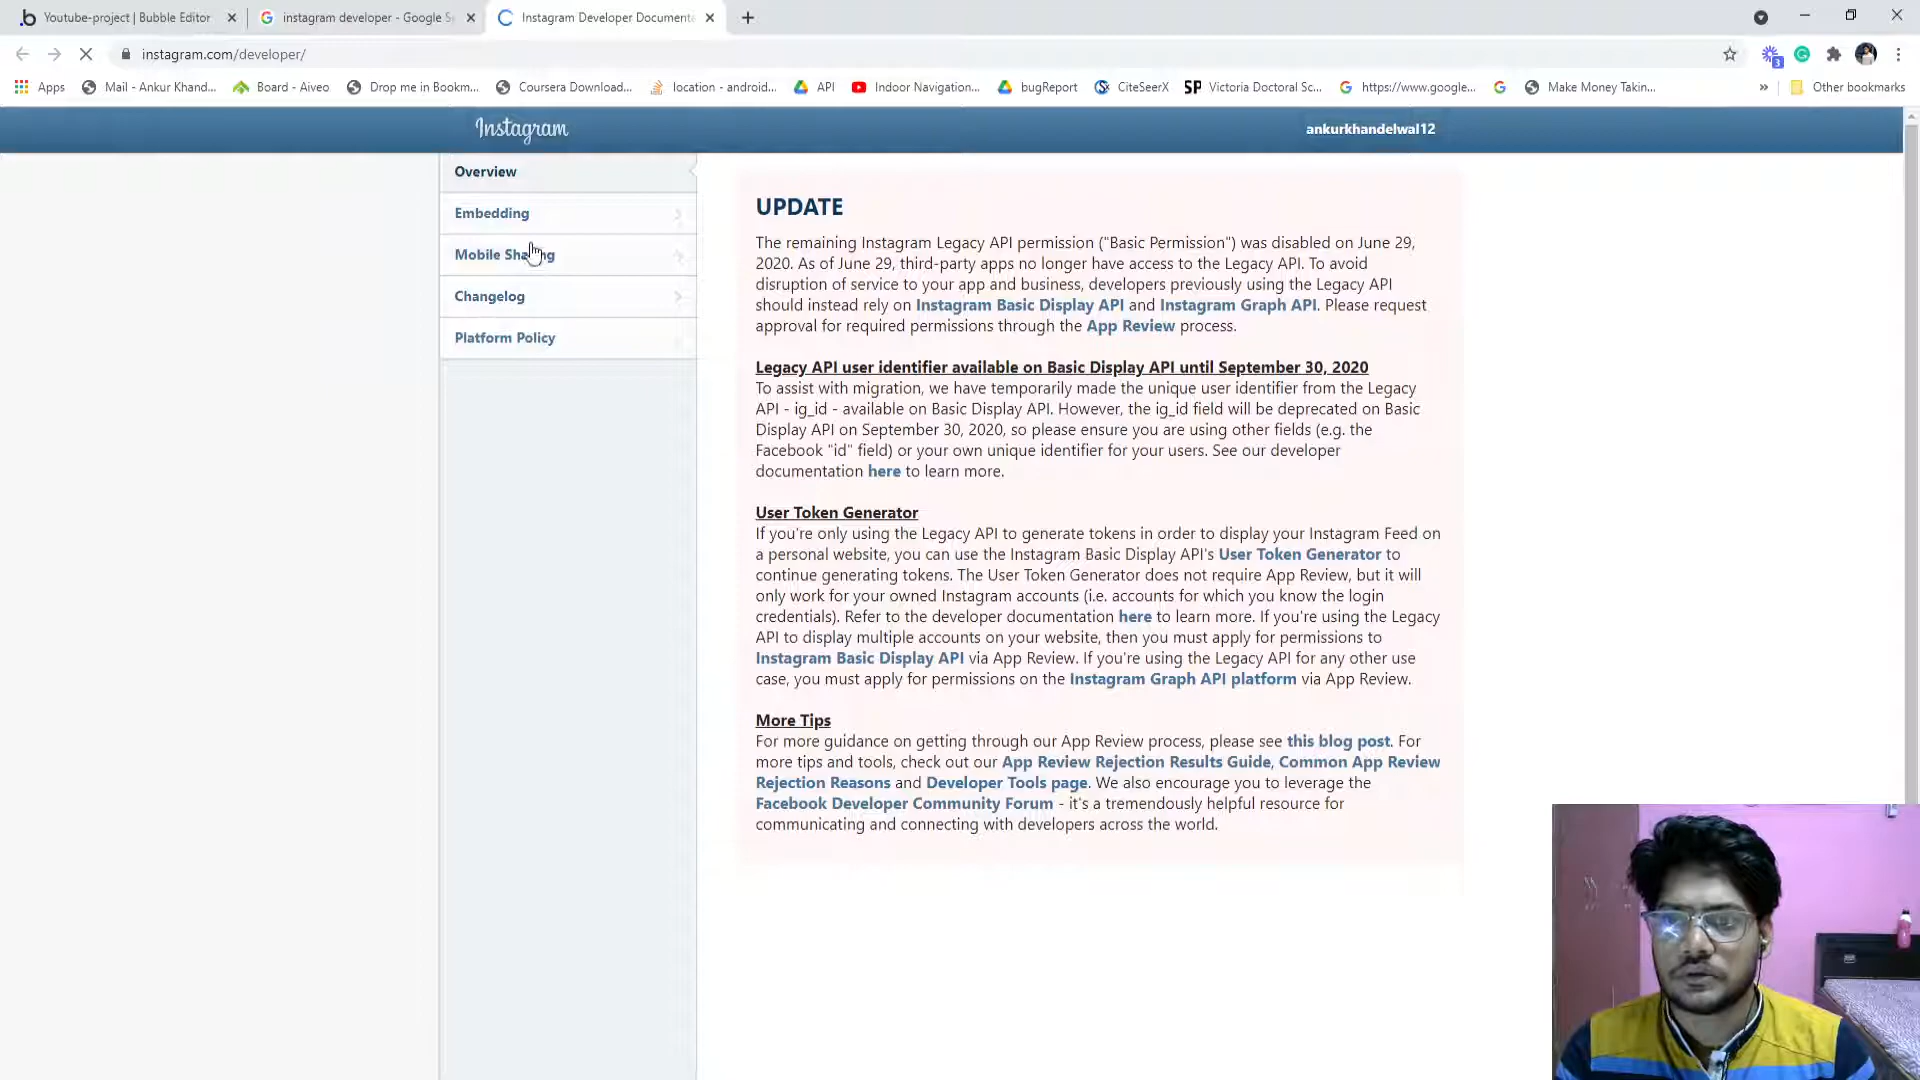 Youtube-project | Bubble Editor
instagram developer - Google S
Instagram Developer Documenta
instagram.com/developer/
3
Apps
Mail - Ankur Khand...
Board - Aiveo
Drop me in Bookm...
Coursera Download...
location - android...
API
Indoor Navigation...
bugReport
CiteSeerX
SP Victoria Doctoral Sc...
https://www.google...
Make Money Takin...
»
Other bookmarks
Instagram
ankurkhandelwal12
Overview
Embedding
Mobile Sharing
Changelog
Platform Policy
UPDATE
The remaining Instagram Legacy API permission ("Basic Permission") was disabled on June 29,
2020. As of June 29, third-party apps no longer have access to the Legacy API. To avoid
disruption of service to your app and business, developers previously using the Legacy API
should instead rely on Instagram Basic Display API and Instagram Graph API. Please request
approval for required permissions through the App Review process.
Legacy API user identifier available on Basic Display API until September 30, 2020
To assist with migration, we have temporarily made the unique user identifier from the Legacy
API - ig_id - available on Basic Display API. However, the ig_id field will be deprecated on Basic
Display API on September 30, 2020, so please ensure you are using other fields (e.g. the
Facebook "id" field) or your own unique identifier for your users. See our developer
documentation here to learn more.
User Token Generator
If you're only using the Legacy API to generate tokens in order to display your Instagram Feed on
a personal website, you can use the Instagram Basic Display API's User Token Generator to
continue generating tokens. The User Token Generator does not require App Review, but it will
only work for your owned Instagram accounts (i.e. accounts for which you know the login
credentials). Refer to the developer documentation here to learn more. If you're using the Legacy
API to display multiple accounts on your website, then you must apply for permissions to
Instagram Basic Display API via App Review. If you're using the Legacy API for any other use
case, you must apply for permissions on the Instagram Graph API platform via App Review.
More Tips
For more guidance on getting through our App Review process, please see this blog post. For
more tips and tools, check out our App Review Rejection Results Guide, Common App Review
Rejection Reasons and Developer Tools page. We also encourage you to leverage the
Facebook Developer Community Forum - it's a tremendously helpful resource for
communicating and connecting with developers across the world.